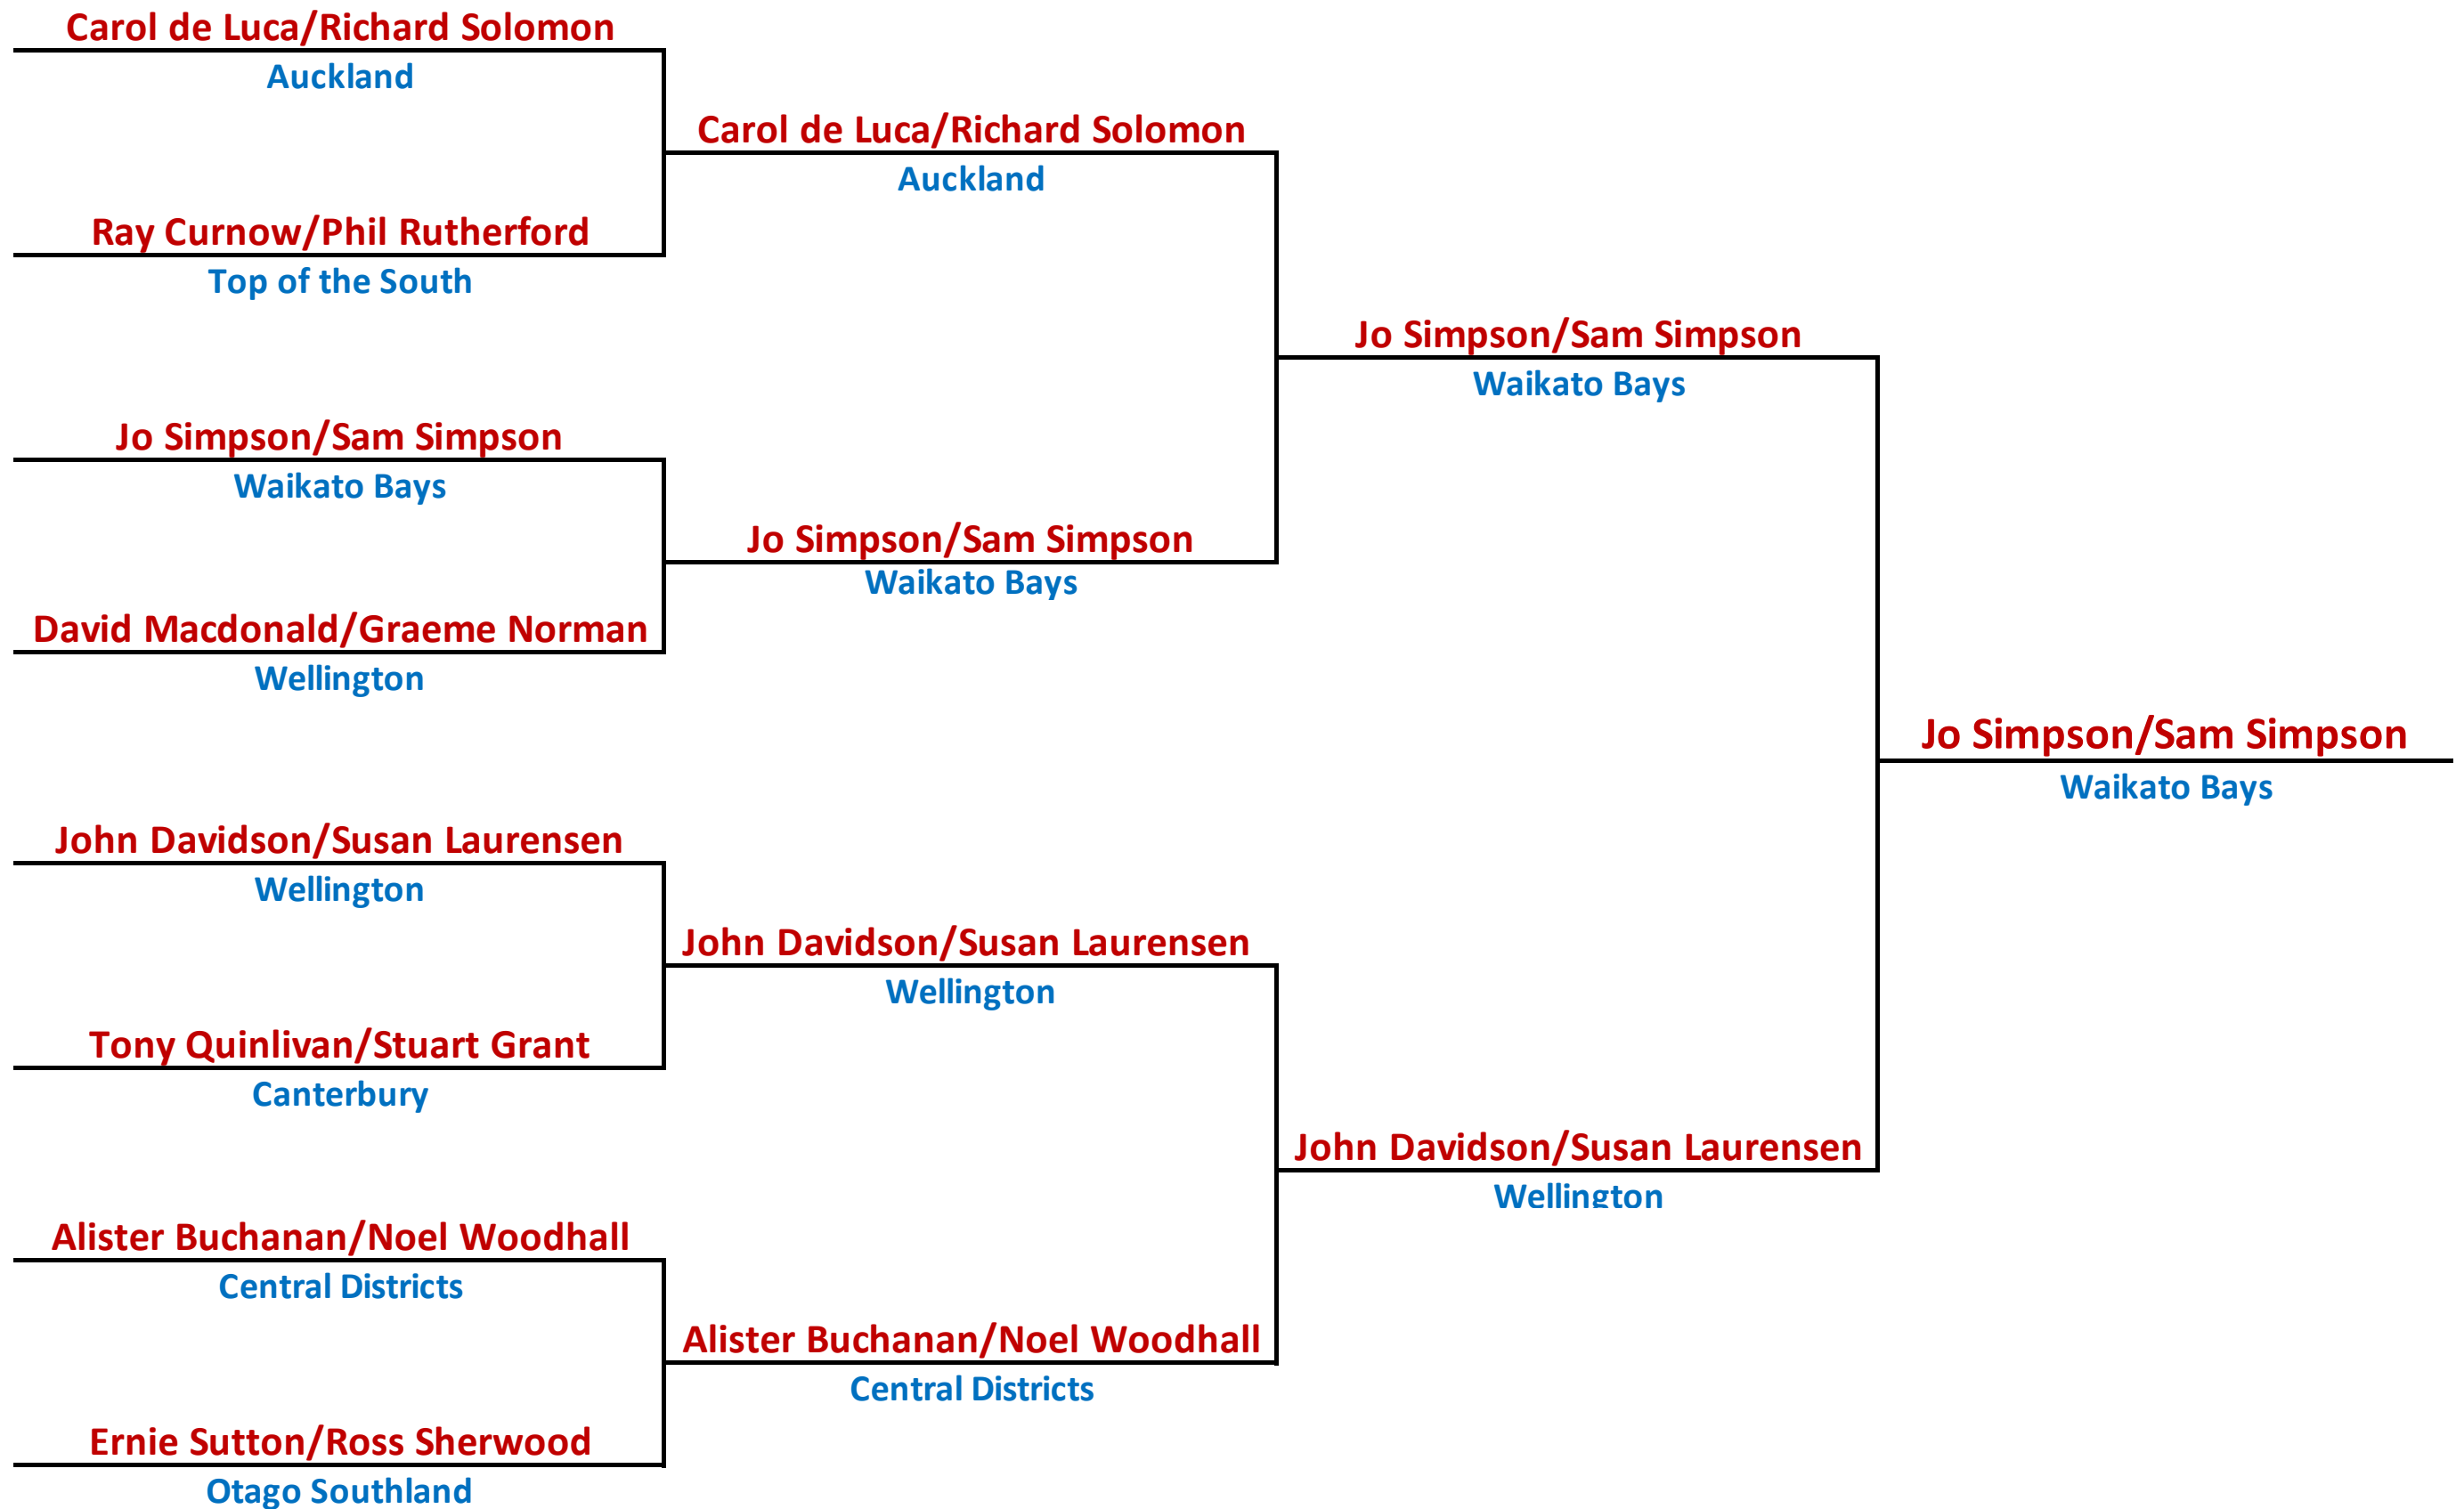 Carol de Luca/Richard Solomon
Auckland
Ray Curnow/Phil Rutherford
Top of the South
Jo Simpson/Sam Simpson
Waikato Bays
David Macdonald/Graeme Norman
Wellington
John Davidson/Susan Laurensen
Wellington
Tony Quinlivan/Stuart Grant
Canterbury
Alister Buchanan/Noel Woodhall
Central Districts
Ernie Sutton/Ross Sherwood
Otago Southland
Carol de Luca/Richard Solomon
Auckland
Jo Simpson/Sam Simpson
Waikato Bays
John Davidson/Susan Laurensen
Wellington
Alister Buchanan/Noel Woodhall
Central Districts
Jo Simpson/Sam Simpson
Waikato Bays
John Davidson/Susan Laurensen
Wellington
Jo Simpson/Sam Simpson
Waikato Bays